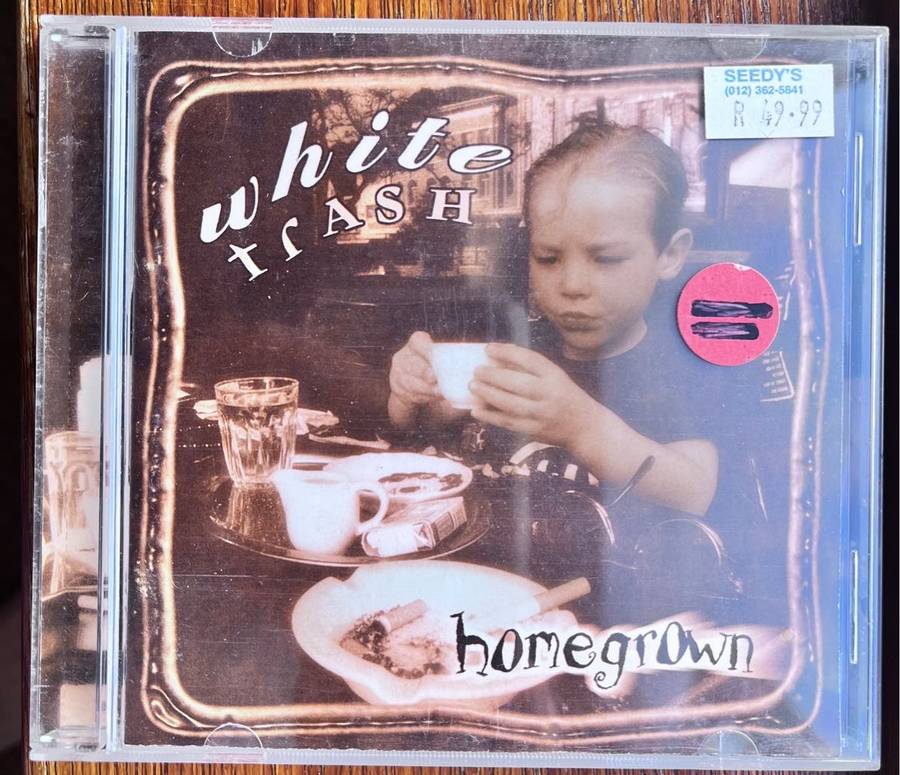 SEEDY'S
(012) 362-5841
R 49.99
white
trASH
homegrown